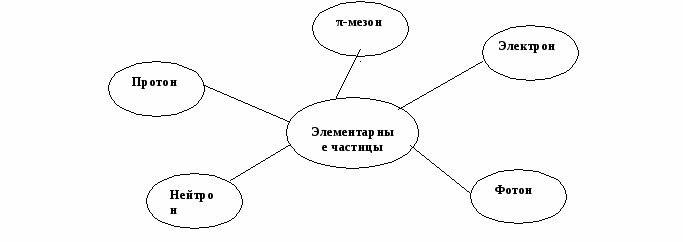 π-мезон
Электрон
Протон
Элементарны
е частицы
Нейтро
н
Фотон